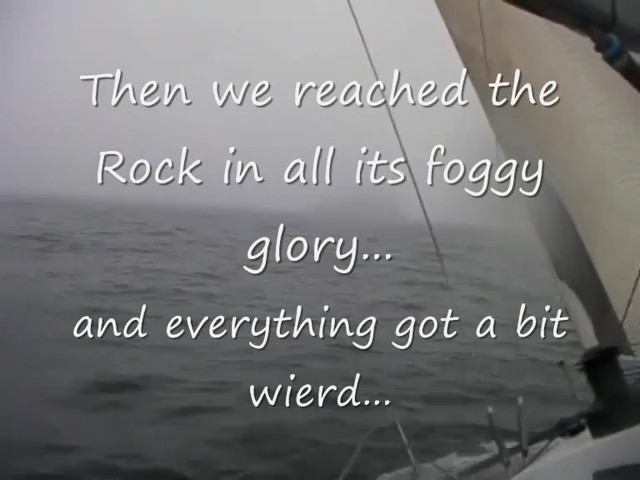 Then we reached the
Rock in all its foggy
glory...
and everything got a bit
wierd...